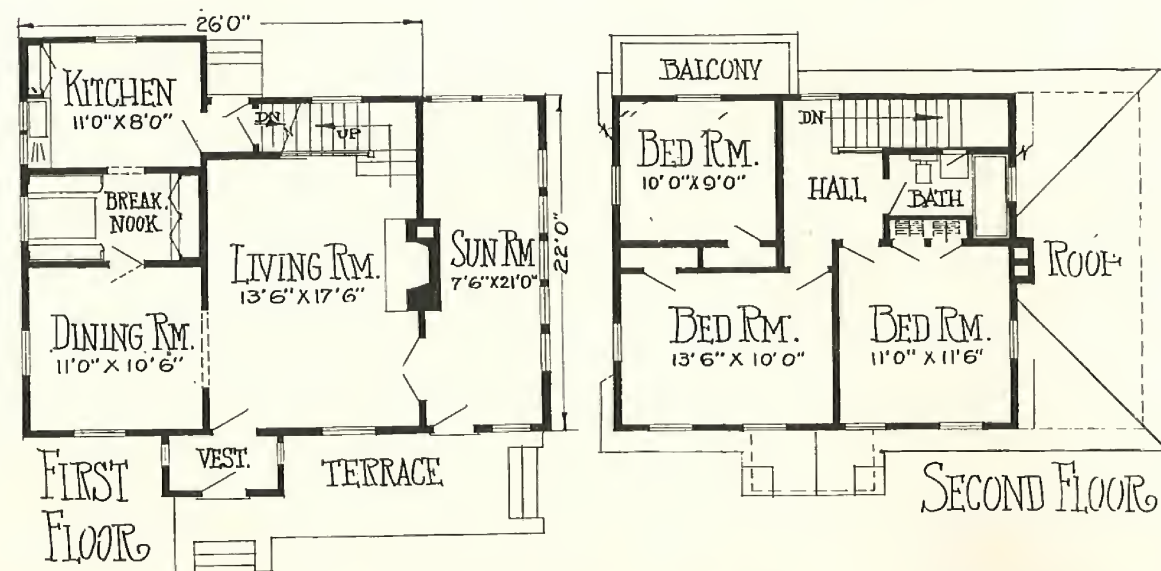 26'0"
KITCHEN
11'0" X 8'0"
DN
UP
BREAK.
NOOK
LIVING RM.
13'6" X 17'6"
SUN RM
7'6" X 21'0"
22'0"
DINING RM.
11'0" X 10'6"
VEST.
TERRACE
FIRST
FLOOR
BALCONY
BED RM.
10'0" X 9'0"
DN
HALL
BATH
ROOF
BED RM.
13'6" X 10'0"
BED RM.
11'0" X 11'6"
SECOND FLOOR